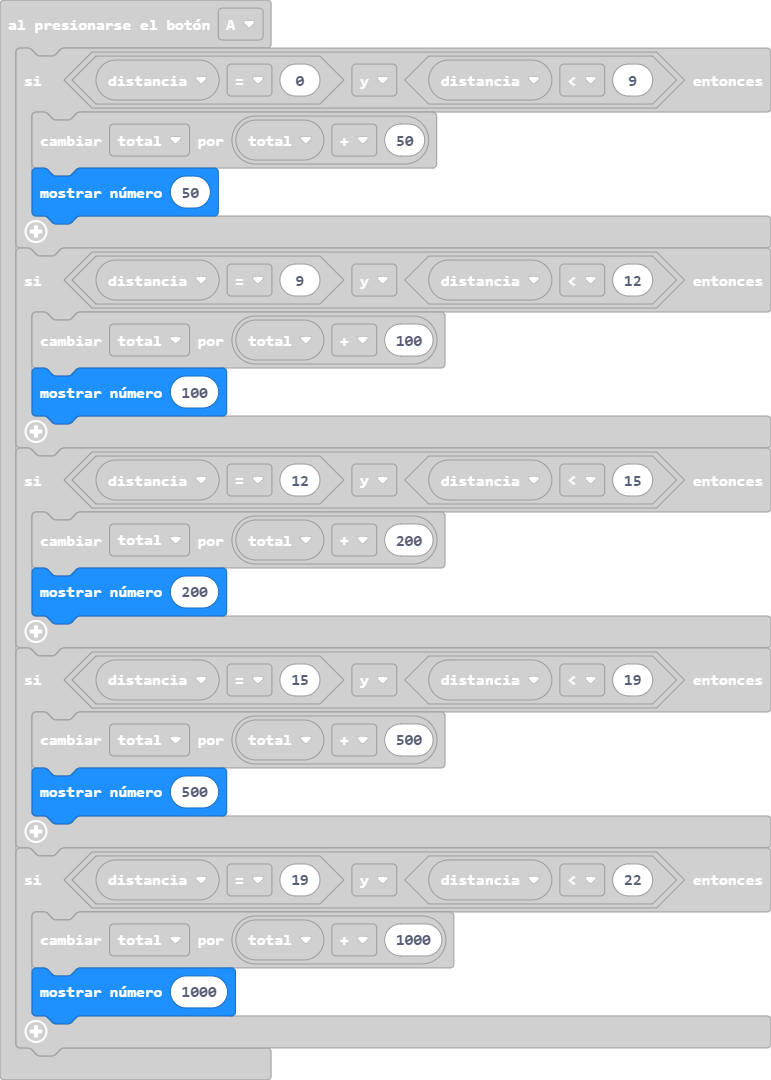 al presionarse el botón A
si distancia = 0 y distancia < 9 entonces
cambiar total por total + 50
mostrar número 50
si distancia = 9 y distancia < 12 entonces
cambiar total por total + 100
mostrar número 100
si distancia = 12 y distancia < 15 entonces
cambiar total por total + 200
mostrar número 200
si distancia = 15 y distancia < 19 entonces
cambiar total por total + 500
mostrar número 500
si distancia = 19 y distancia < 22 entonces
cambiar total por total + 1000
mostrar número 1000